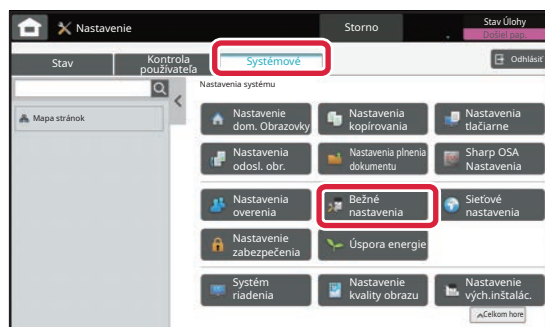 Nastavenie
Storno
Stav Úlohy
Došiel pap.
Stav
Kontrola
používateľa
Systémové
Odhlásiť
Nastavenia systému
Mapa stránok
Nastavenie
dom. Obrazovky
Nastavenia
kopírovania
Nastavenia
tlačiarne
Nastavenia
odosl. obr.
Nastavenia plnenia
dokumentu
Sharp OSA
Nastavenia
Nastavenia
overenia
Bežné
nastavenia
Sieťové
nastavenia
Nastavenie
zabezpečenia
Úspora energie
Systém
riadenia
Nastavenie
kvality obrazu
Nastavenie
vých.inštalác.
Celkom hore